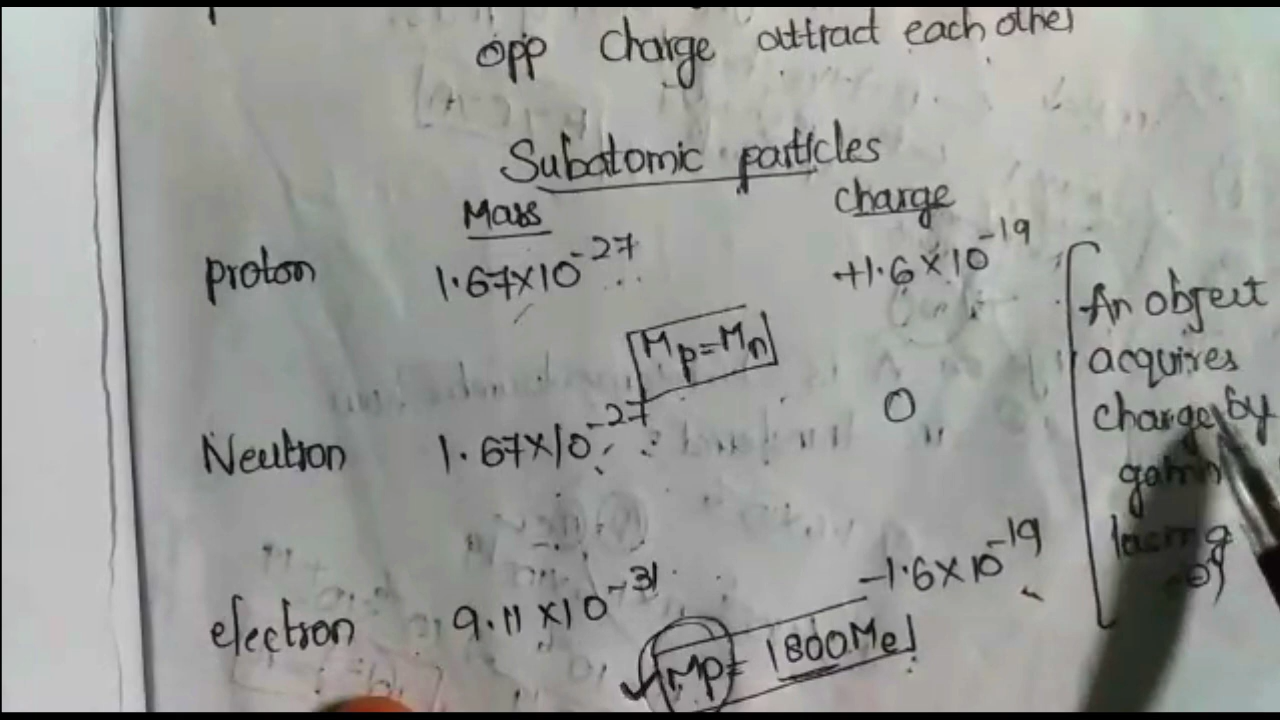 opp charge attract each other
Subatomic particles
Mass charge
proton 1.67×10⁻²⁷ +1.6×10⁻¹⁹
Mp=Mn
Neutron 1.67×10⁻²⁷ 0
electron 9.11×10⁻³¹ -1.6×10⁻¹⁹
Mp= 1800Me
An object
acquires
charge by